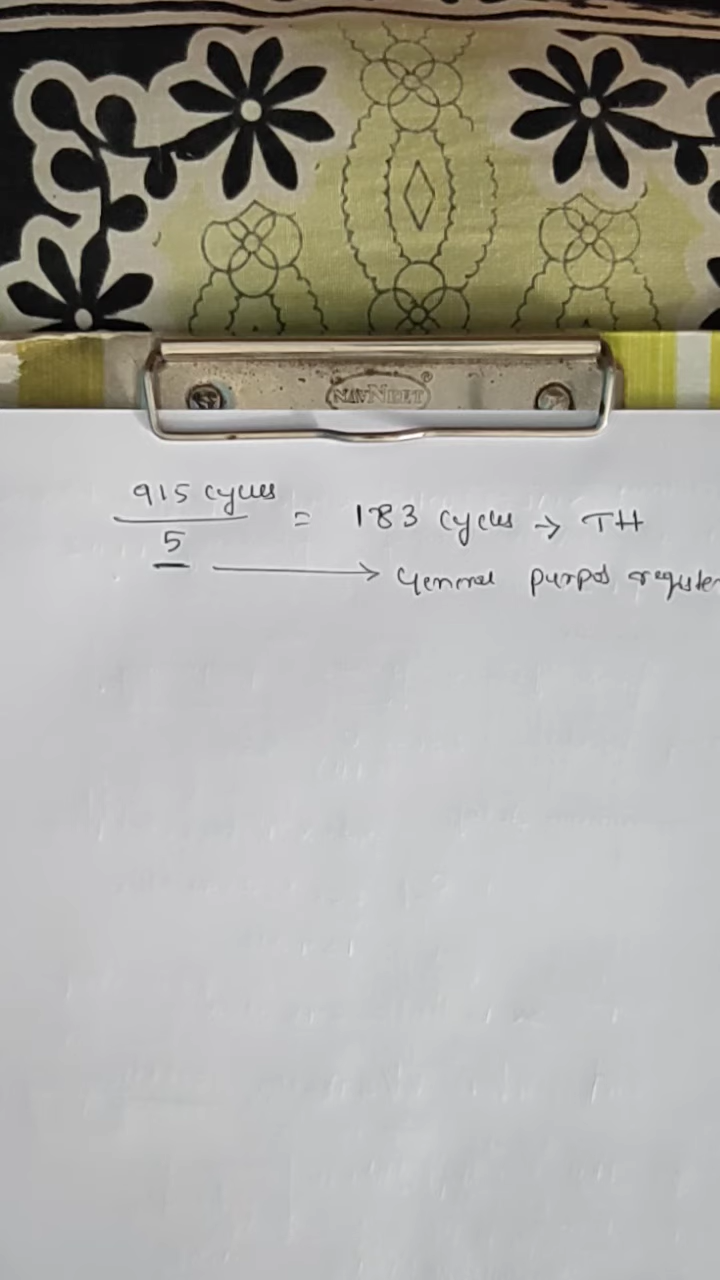 NAVNEET®
915 cycles
5
= 183 cycles → TH
→ General purpos register